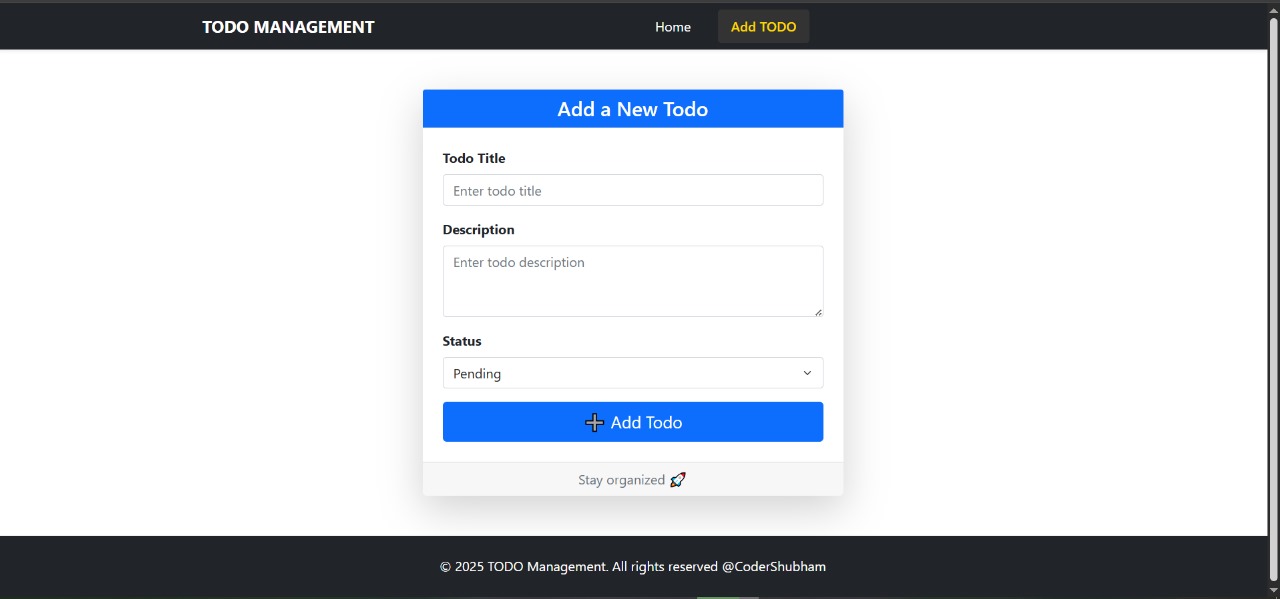 TODO MANAGEMENT
Home
Add TODO
Add a New Todo
Todo Title
Enter todo title
Description
Enter todo description
Status
Pending
➕ Add Todo
Stay organized 🚀
© 2025 TODO Management. All rights reserved @CoderShubham